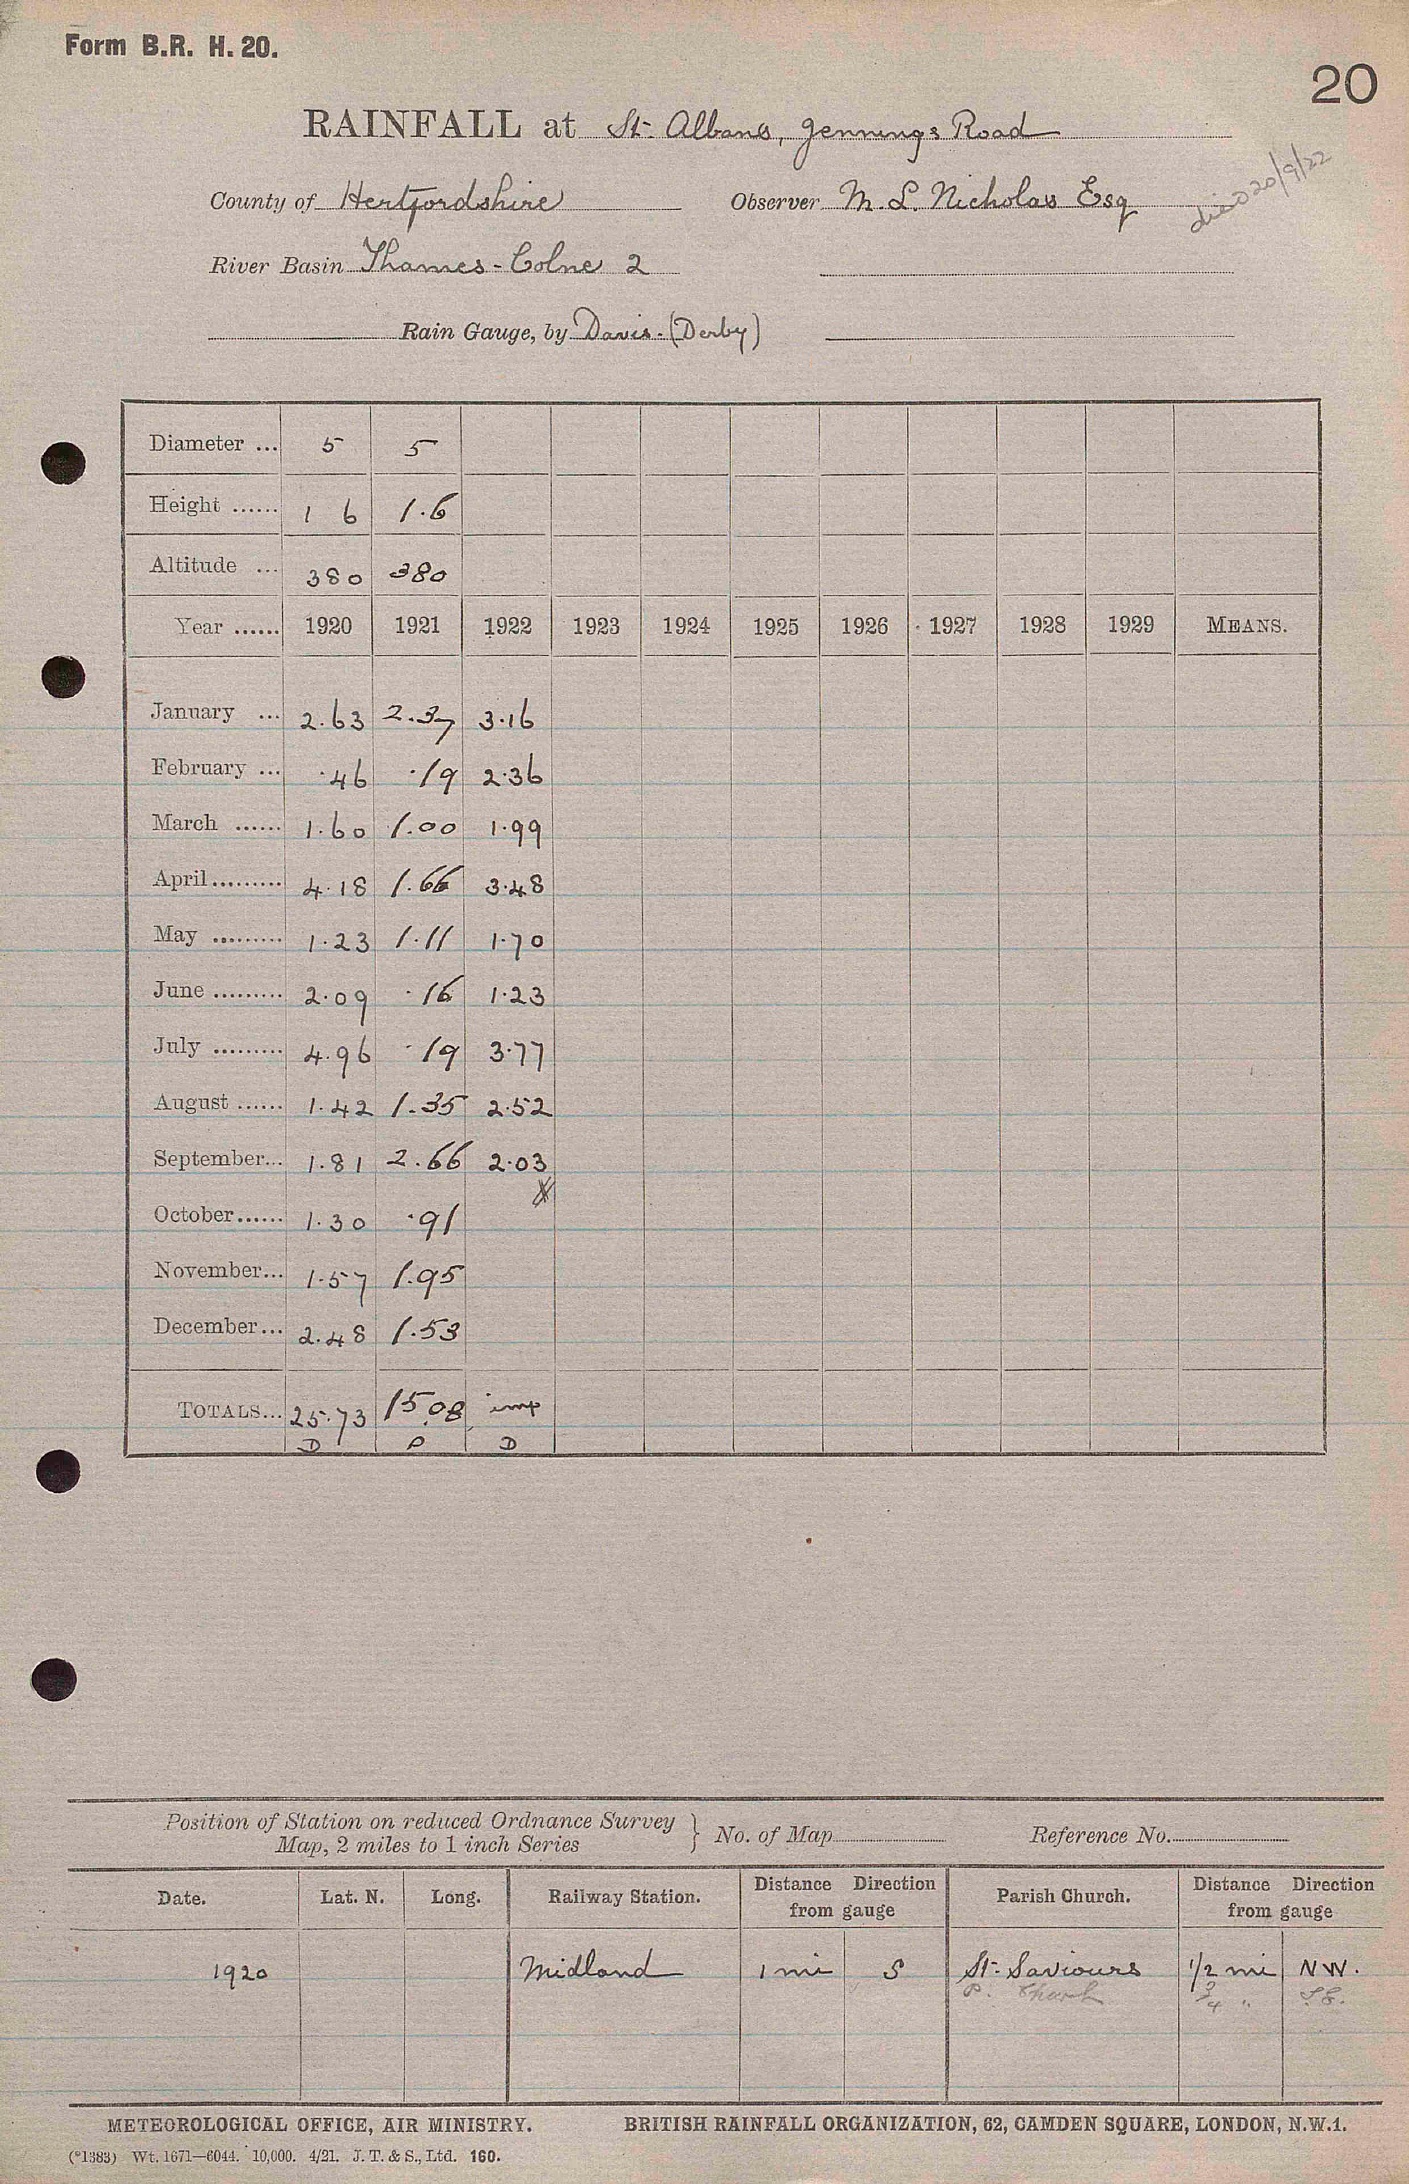 Form B.R. H. 20.
20
RAINFALL at St. Albans, Jennings Road
County of Hertfordshire Observer M. L. Nicholas Esq
20/9/22
River Basin Thames - Colne 2
Rain Gauge, by Davis - (Derby)
Diameter ... 5 5
Height ...... 1 6 1.6
Altitude ... 380 380
Year ...... 1920 1921 1922 1923 1924 1925 1926 1927 1928 1929 MEANS.
January ... 2.63 2.37 3.16
February ... .46 .19 2.36
March ...... 1.60 1.00 1.99
April......... 4.18 1.66 3.48
May ......... 1.23 1.11 1.70
June ......... 2.09 .16 1.23
July ......... 4.96 .19 3.77
August ...... 1.42 1.35 2.52
September... 1.81 2.66 2.03
October...... 1.30 .91
November... 1.57 1.95
December... 2.48 1.53
TOTALS... 25.73 15.08 imp
D D D
Position of Station on reduced Ordnance Survey
Map, 2 miles to 1 inch Series } No. of Map Reference No.
Date. Lat. N. Long. Railway Station. Distance Direction from gauge Parish Church. Distance Direction from gauge
1920 Midland 1 mi S St. Saviours 1/2 mi NW.
P. Church 3/4 " S.E.
METEOROLOGICAL OFFICE, AIR MINISTRY. BRITISH RAINFALL ORGANIZATION, 62, CAMDEN SQUARE, LONDON, N.W.1.
(*1383) Wt. 1671—6044. 10,000. 4/21. J. T. & S., Ltd. 160.